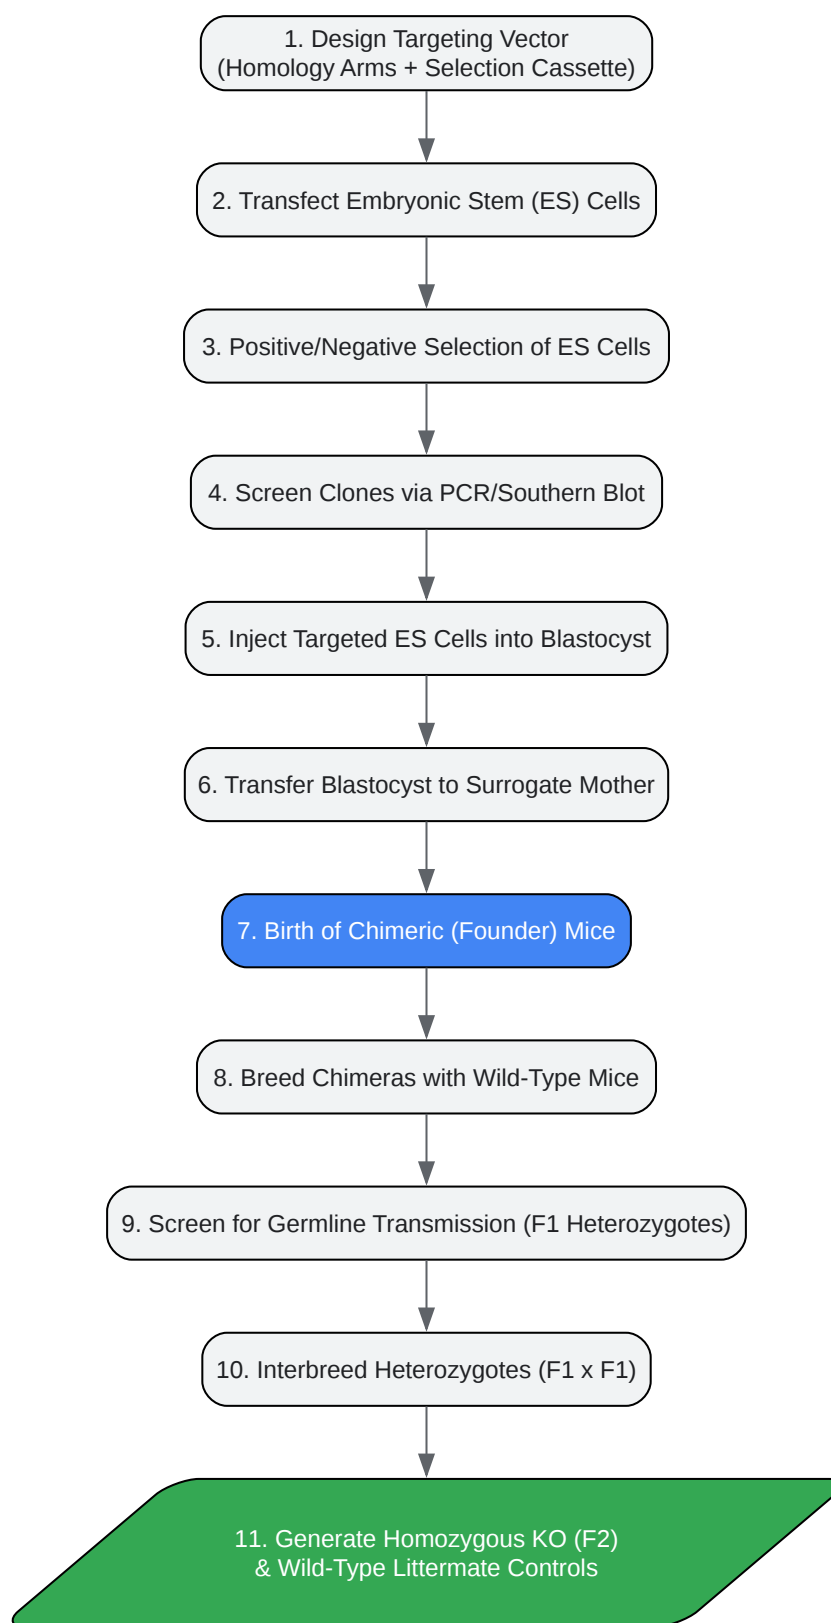 1. Design Targeting Vector
(Homology Arms + Selection Cassette)
2. Transfect Embryonic Stem (ES) Cells
3. Positive/Negative Selection of ES Cells
4. Screen Clones via PCR/Southern Blot
5. Inject Targeted ES Cells into Blastocyst
6. Transfer Blastocyst to Surrogate Mother
7. Birth of Chimeric (Founder) Mice
8. Breed Chimeras with Wild-Type Mice
9. Screen for Germline Transmission (F1 Heterozygotes)
10. Interbreed Heterozygotes (F1 x F1)
11. Generate Homozygous KO (F2)
& Wild-Type Littermate Controls